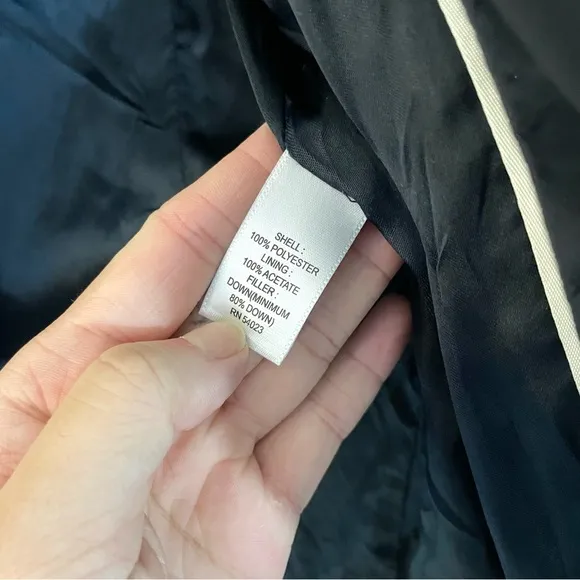 SHELL :
100% POLYESTER
LINING :
100% ACETATE
FILLER :
DOWN(MINIMUM
80% DOWN)
RN 54023